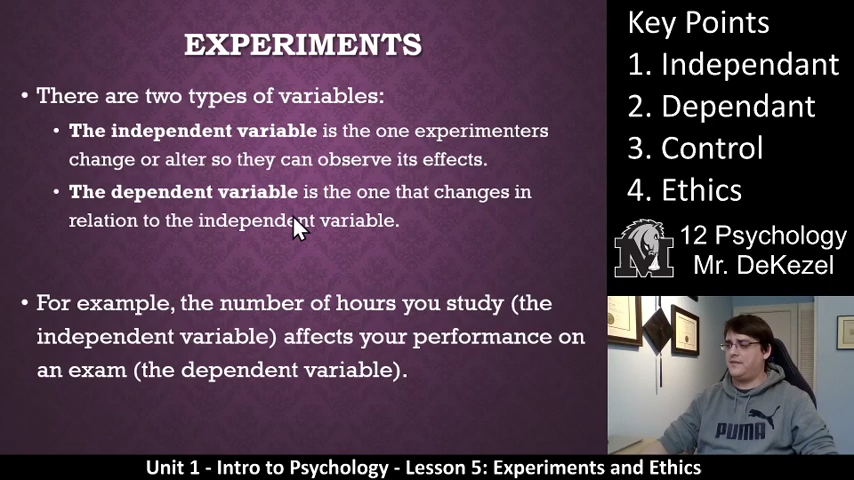 EXPERIMENTS
• There are two types of variables:
• The independent variable is the one experimenters
change or alter so they can observe its effects.
• The dependent variable is the one that changes in
relation to the independent variable.
• For example, the number of hours you study (the
independent variable) affects your performance on
an exam (the dependent variable).
Key Points
1. Independant
2. Dependant
3. Control
4. Ethics
M
12 Psychology
Mr. DeKezel
PUMA
Unit 1 - Intro to Psychology - Lesson 5: Experiments and Ethics